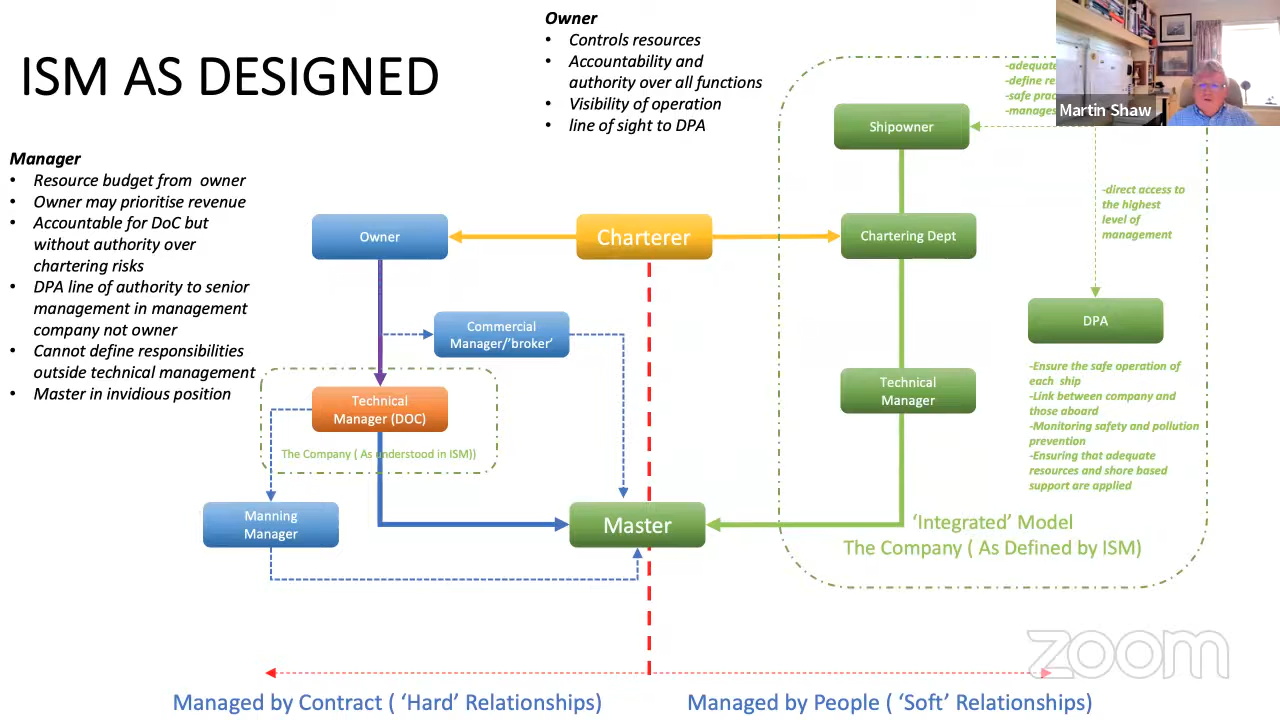 ISM AS DESIGNED
Owner
• Controls resources
• Accountability and
authority over all functions
• Visibility of operation
• line of sight to DPA
Manager
• Resource budget from owner
• Owner may prioritise revenue
• Accountable for DoC but
without authority over
chartering risks
• DPA line of authority to senior
management in management
company not owner
• Cannot define responsibilities
outside technical management
• Master in invidious position
Owner
Charterer
Commercial
Manager/'broker'
Technical
Manager (DOC)
The Company ( As understood in ISM))
Manning
Manager
Master
Shipowner
Chartering Dept
Technical
Manager
-adequate
-define
-safe
-manages
Martin Shaw
-direct access to
the highest
level of
management
DPA
-Ensure the safe operation of
each ship
-Link between company and
those aboard
-Monitoring safety and pollution
prevention
-Ensuring that adequate
resources and shore based
support are applied
'Integrated' Model
The Company ( As Defined by ISM)
zoom
Managed by Contract ( 'Hard' Relationships)
Managed by People ( 'Soft' Relationships)